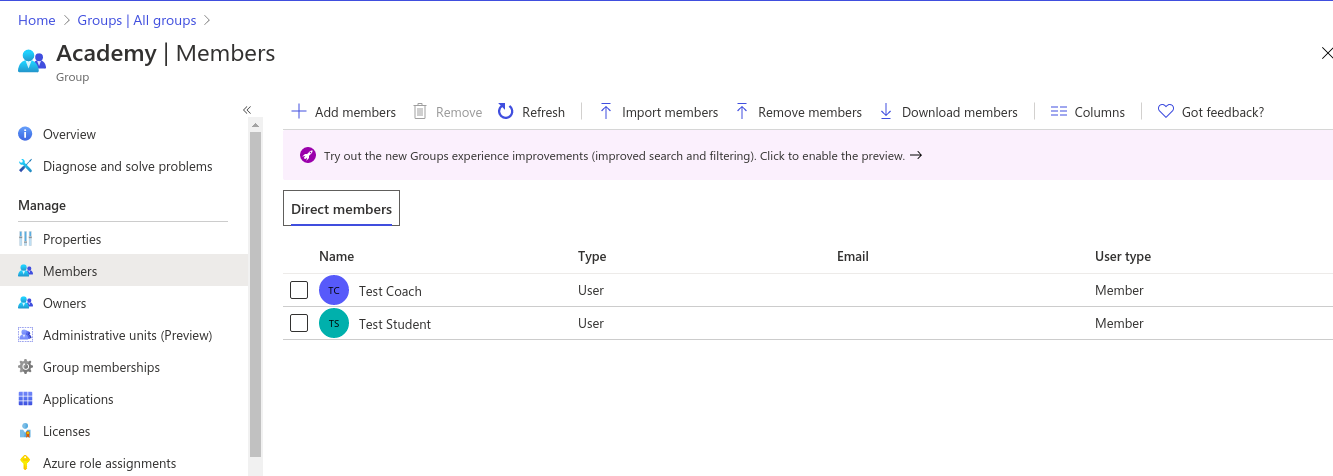 Home > Groups | All groups >
Academy | Members
Group
«
Add members Remove Refresh Import members Remove members Download members Columns Got feedback?
Overview
Diagnose and solve problems
Manage
Properties
Members
Owners
Administrative units (Preview)
Group memberships
Applications
Licenses
Azure role assignments
Try out the new Groups experience improvements (improved search and filtering). Click to enable the preview. →
Direct members
Name Type Email User type
TC Test Coach User Member
TS Test Student User Member